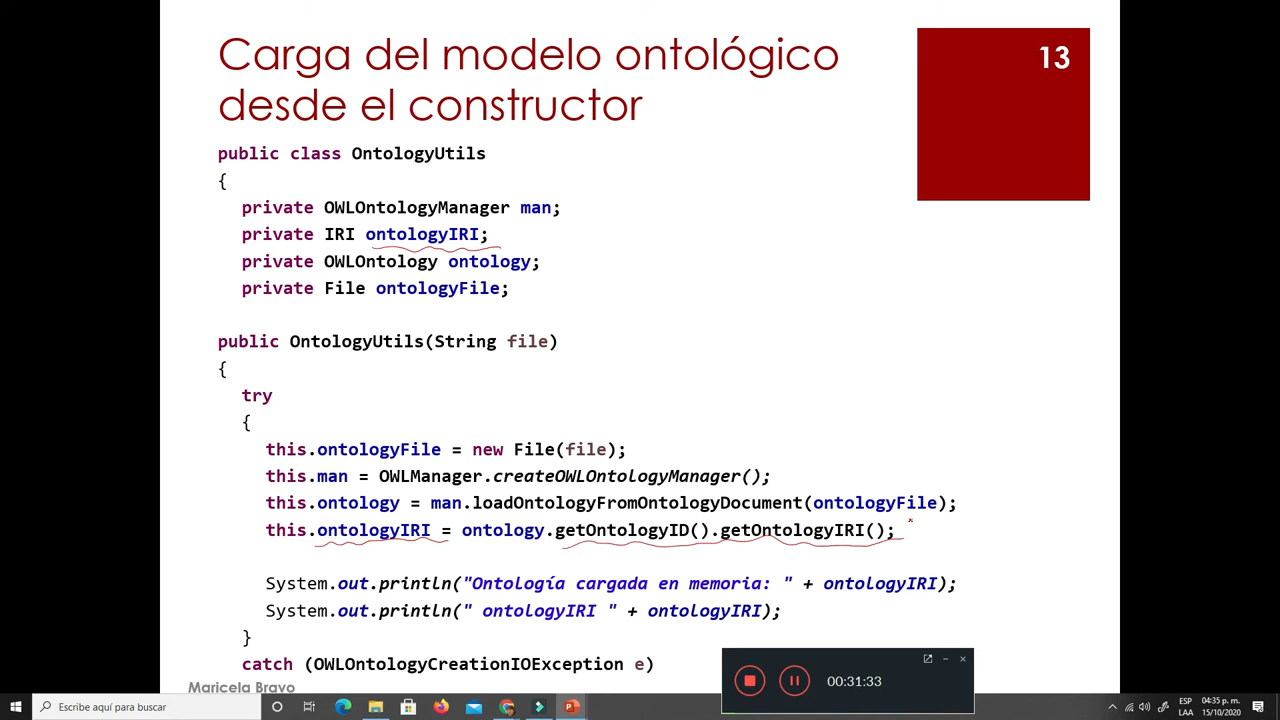 Carga del modelo ontológico
desde el constructor
13
public class OntologyUtils
{
private OWLOntologyManager man;
private IRI ontologyIRI;
private OWLOntology ontology;
private File ontologyFile;
public OntologyUtils(String file)
{
try
{
this.ontologyFile = new File(file);
this.man = OWLManager.createOWLOntologyManager();
this.ontology = man.loadOntologyFromOntologyDocument(ontologyFile);
this.ontologyIRI = ontology.getOntologyID().getOntologyIRI();
System.out.println("Ontología cargada en memoria: " + ontologyIRI);
System.out.println(" ontologyIRI " + ontologyIRI);
}
catch (OWLOntologyCreationIOException e)
Maricela Bravo
00:31:33
Escribe aquí para buscar
ESP
LAA
04:35 p. m.
15/10/2020